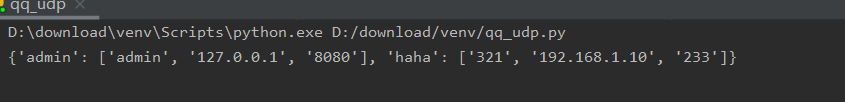 qq_udp
D:\download\venv\Scripts\python.exe D:/download/venv/qq_udp.py
{'admin': ['admin', '127.0.0.1', '8080'], 'haha': ['321', '192.168.1.10', '233']}